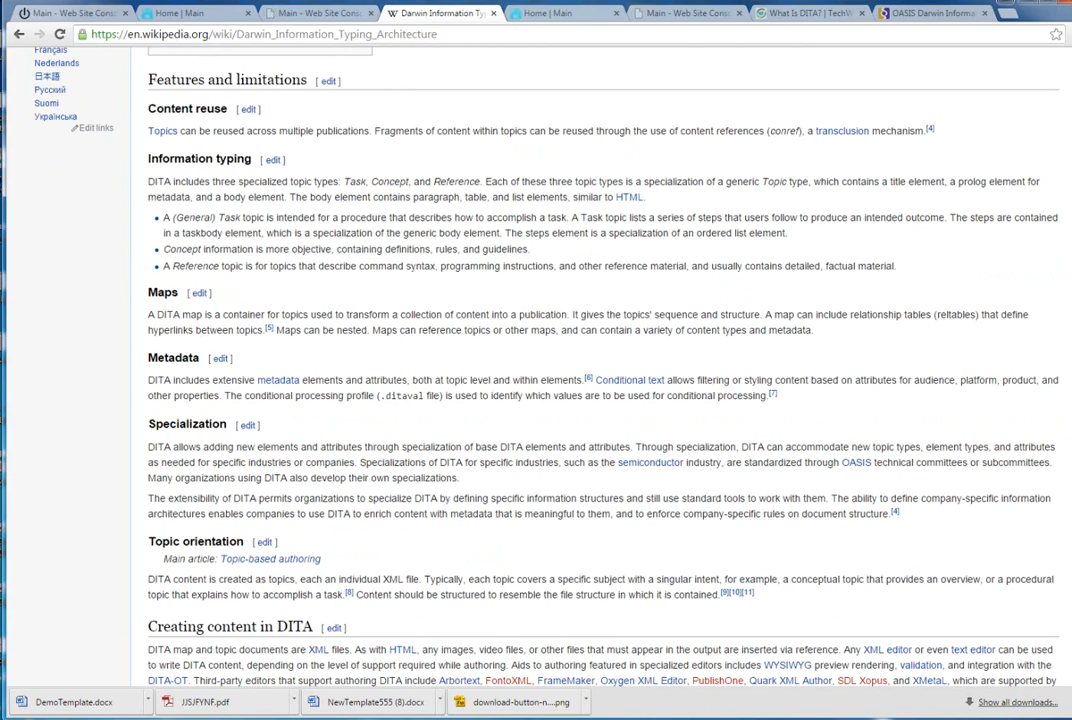 Main - Web Site Conso
Home | Main
Main - Web Site Conso
Darwin Information Ty
Home | Main
Main - Web Site Conso
What Is DITA? | TechW
OASIS Darwin Informa
https://en.wikipedia.org/wiki/Darwin_Information_Typing_Architecture
Français
Nederlands
日本語
Русский
Suomi
Українська
Edit links
Features and limitations [ edit ]
Content reuse [ edit ]
Topics can be reused across multiple publications. Fragments of content within topics can be reused through the use of content references (conref), a transclusion mechanism.[4]
Information typing [ edit ]
DITA includes three specialized topic types: Task, Concept, and Reference. Each of these three topic types is a specialization of a generic Topic type, which contains a title element, a prolog element for
metadata, and a body element. The body element contains paragraph, table, and list elements, similar to HTML.
• A (General) Task topic is intended for a procedure that describes how to accomplish a task. A Task topic lists a series of steps that users follow to produce an intended outcome. The steps are contained
in a taskbody element, which is a specialization of the generic body element. The steps element is a specialization of an ordered list element.
• Concept information is more objective, containing definitions, rules, and guidelines.
• A Reference topic is for topics that describe command syntax, programming instructions, and other reference material, and usually contains detailed, factual material.
Maps [ edit ]
A DITA map is a container for topics used to transform a collection of content into a publication. It gives the topics' sequence and structure. A map can include relationship tables (reltables) that define
hyperlinks between topics.[5] Maps can be nested. Maps can reference topics or other maps, and can contain a variety of content types and metadata.
Metadata [ edit ]
DITA includes extensive metadata elements and attributes, both at topic level and within elements.[6] Conditional text allows filtering or styling content based on attributes for audience, platform, product, and
other properties. The conditional processing profile (.ditaval file) is used to identify which values are to be used for conditional processing.[7]
Specialization [ edit ]
DITA allows adding new elements and attributes through specialization of base DITA elements and attributes. Through specialization, DITA can accommodate new topic types, element types, and attributes
as needed for specific industries or companies. Specializations of DITA for specific industries, such as the semiconductor industry, are standardized through OASIS technical committees or subcommittees.
Many organizations using DITA also develop their own specializations.
The extensibility of DITA permits organizations to specialize DITA by defining specific information structures and still use standard tools to work with them. The ability to define company-specific information
architectures enables companies to use DITA to enrich content with metadata that is meaningful to them, and to enforce company-specific rules on document structure.[4]
Topic orientation [ edit ]
Main article: Topic-based authoring
DITA content is created as topics, each an individual XML file. Typically, each topic covers a specific subject with a singular intent, for example, a conceptual topic that provides an overview, or a procedural
topic that explains how to accomplish a task.[8] Content should be structured to resemble the file structure in which it is contained.[9][10][11]
Creating content in DITA [ edit ]
DITA map and topic documents are XML files. As with HTML, any images, video files, or other files that must appear in the output are inserted via reference. Any XML editor or even text editor can be used
to write DITA content, depending on the level of support required while authoring. Aids to authoring featured in specialized editors includes WYSIWYG preview rendering, validation, and integration with the
DITA-OT. Third-party editors that support authoring DITA include Arbortext, FontoXML, FrameMaker, Oxygen XML Editor, PublishOne, Quark XML Author, SDL Xopus, and XMetaL, which are supported by
DemoTemplate.docx
JJSJFYNF.pdf
NewTemplate555 (8).docx
download-button-n....png
Show all downloads...